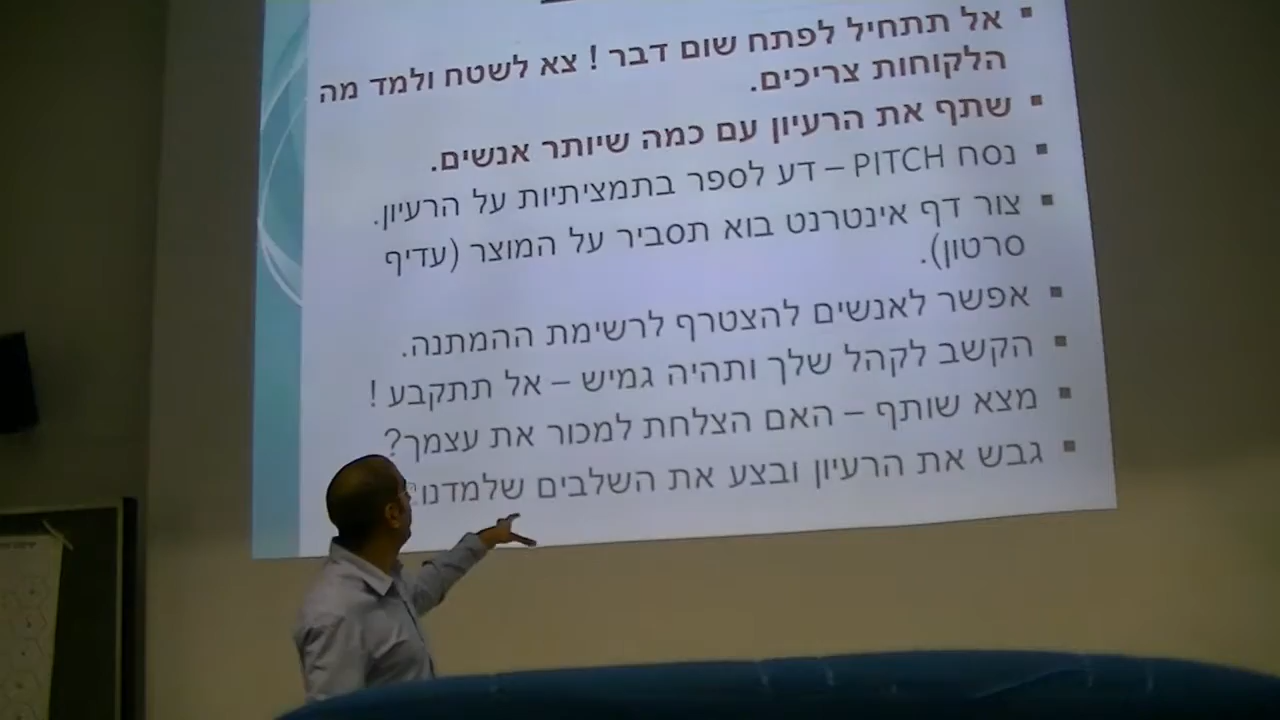 אל תתחיל לפתח שום דבר ! צא לשטח ולמד מה
הלקוחות צריכים.
שתף את הרעיון עם כמה שיותר אנשים.
נסח PITCH – דע לספר בתמציתיות על הרעיון.
צור דף אינטרנט בוא תסביר על המוצר (עדיף
סרטון).
אפשר לאנשים להצטרף לרשימת ההמתנה.
הקשב לקהל שלך ותהיה גמיש – אל תתקבע !
מצא שותף – האם הצלחת למכור את עצמך?
גבש את הרעיון ובצע את השלבים שלמדנו